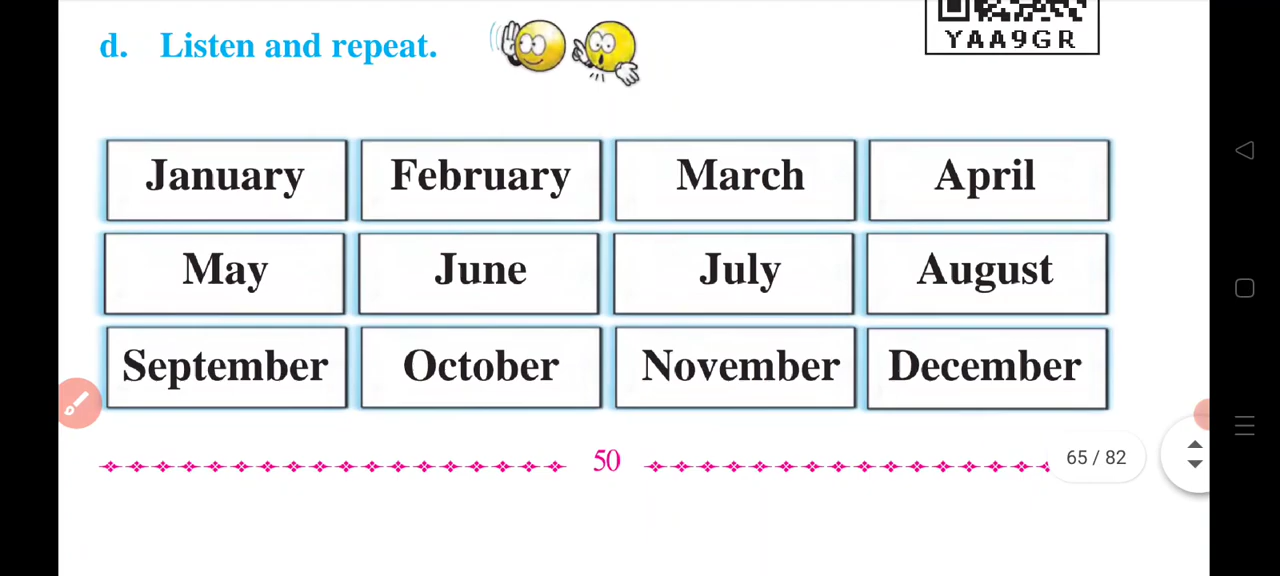 YAA9GR
d. Listen and repeat.
January February March April
May June July August
September October November December
50
65 / 82